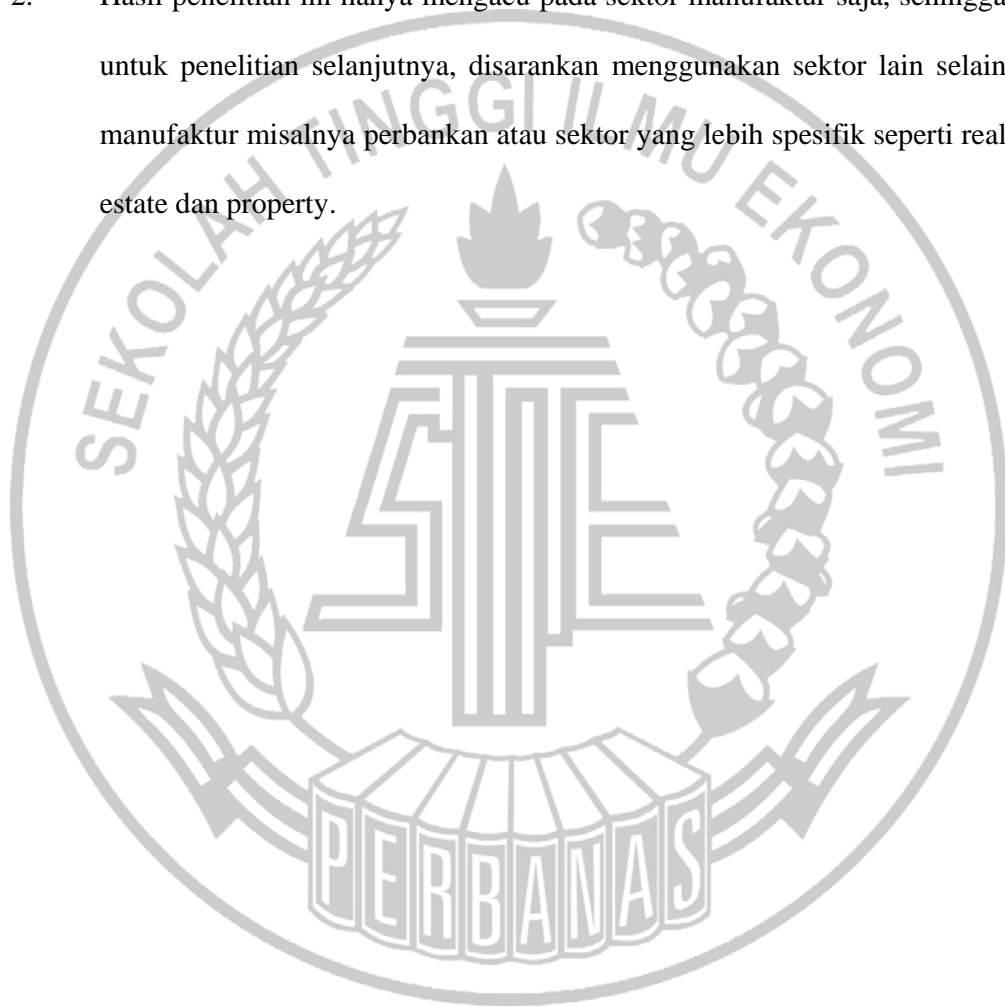 2. Hasil penelitian ini hanya mengacu pada sektor manufaktur saja, sehingga
untuk penelitian selanjutnya, disarankan menggunakan sektor lain selain
manufaktur misalnya perbankan atau sektor yang lebih spesifik seperti real
estate dan property.
SEKOLAH TINGGI ILMU EKONOMI
STIE
PERBANAS